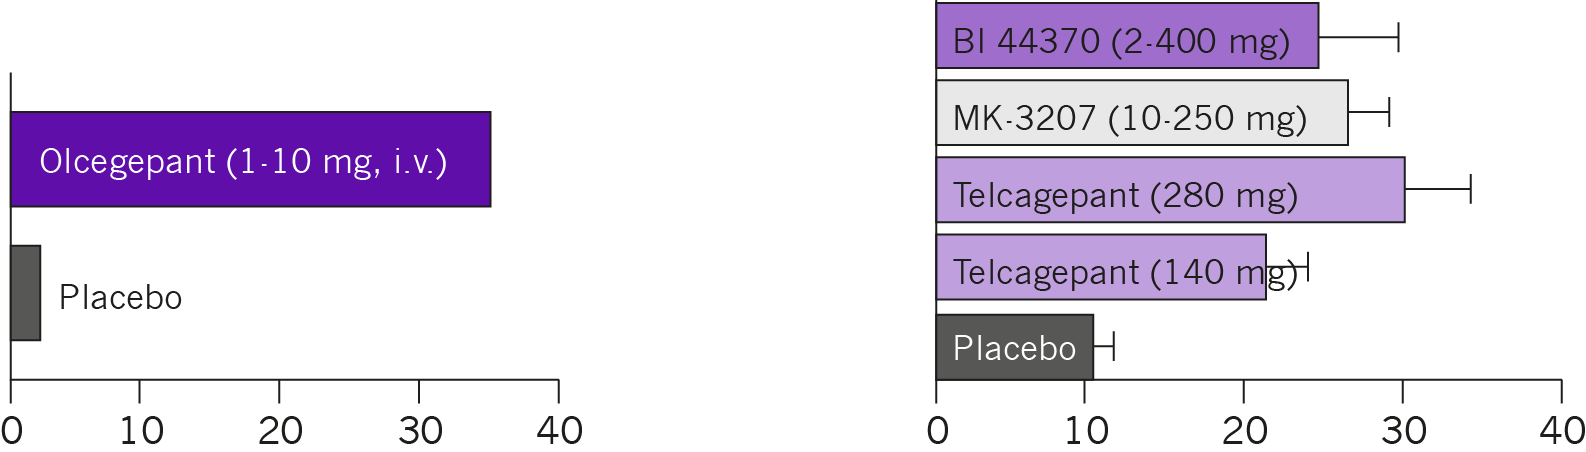 Olcegepant (1-10 mg, i.v.)
Placebo
0 10 20 30 40
BI 44370 (2-400 mg)
MK-3207 (10-250 mg)
Telcagepant (280 mg)
Telcagepant (140 mg)
Placebo
0 10 20 30 40